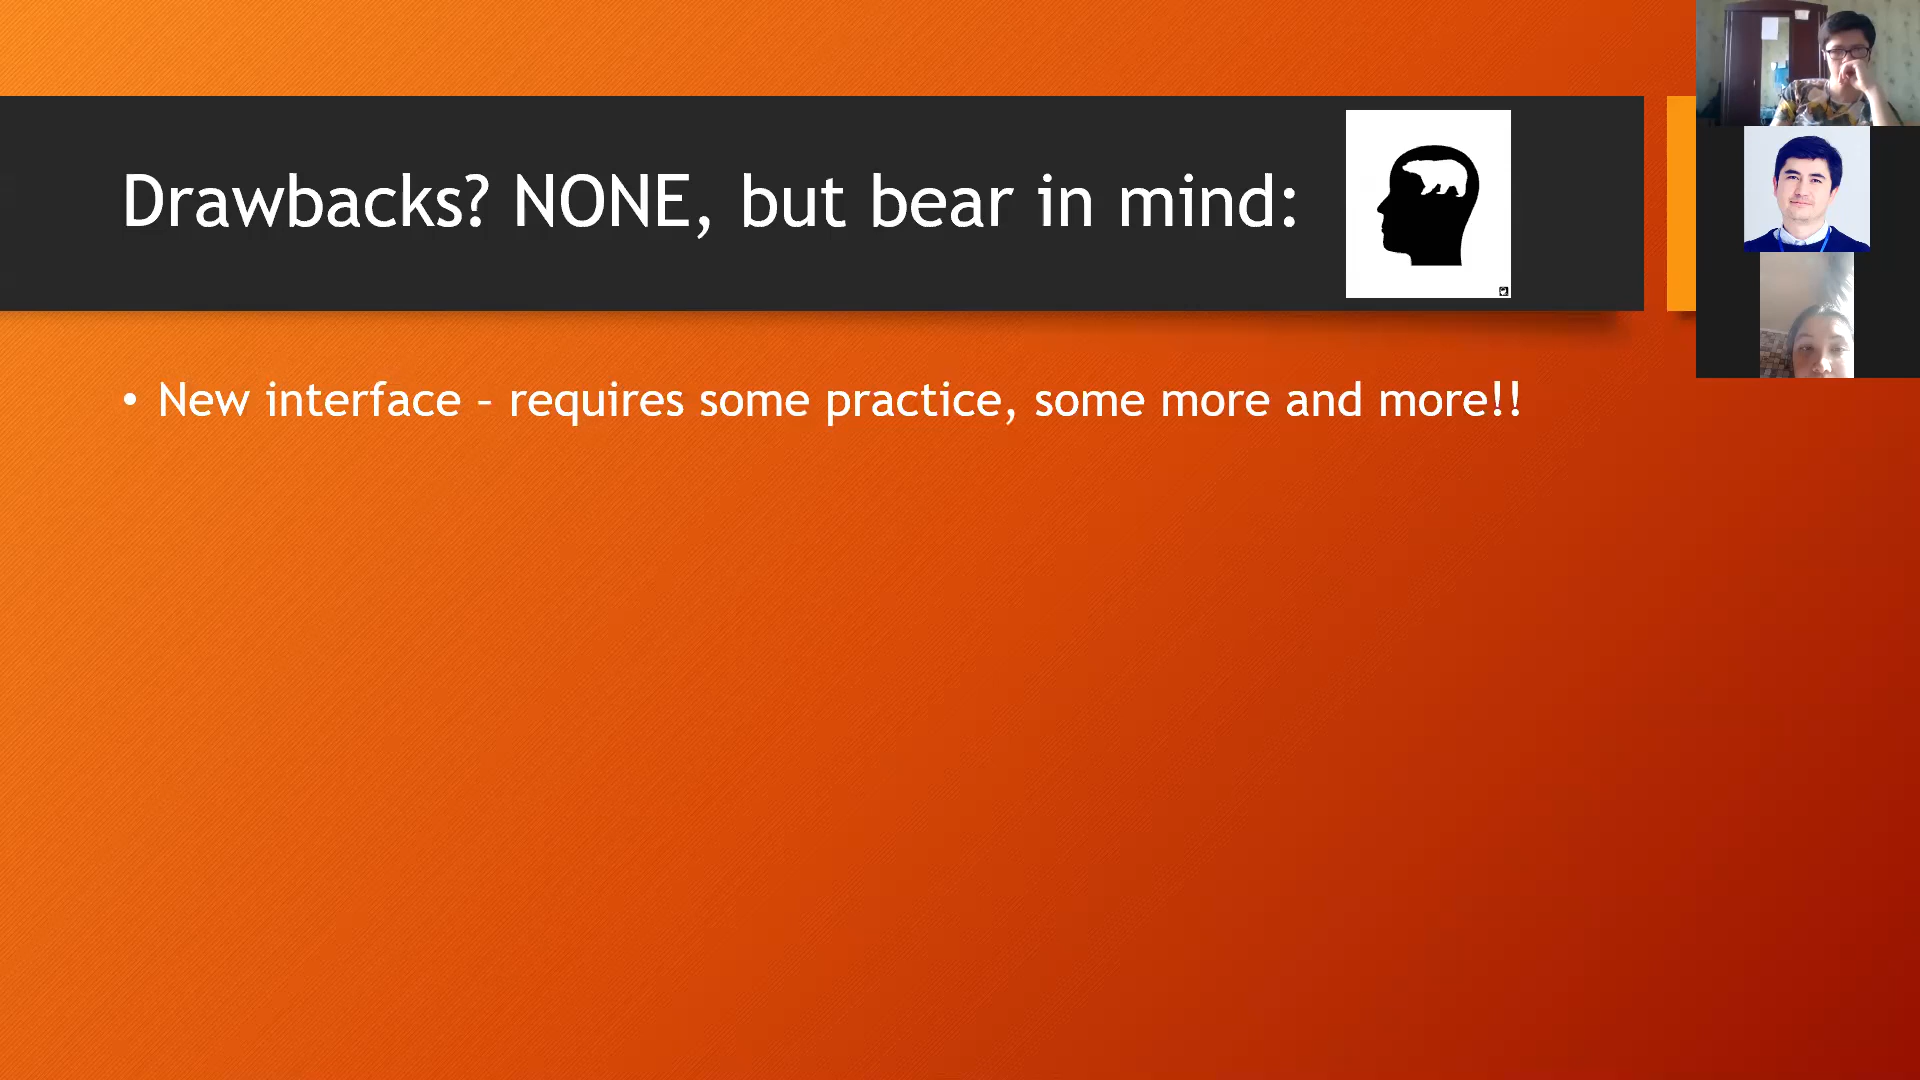 Drawbacks? NONE, but bear in mind:
• New interface – requires some practice, some more and more!!